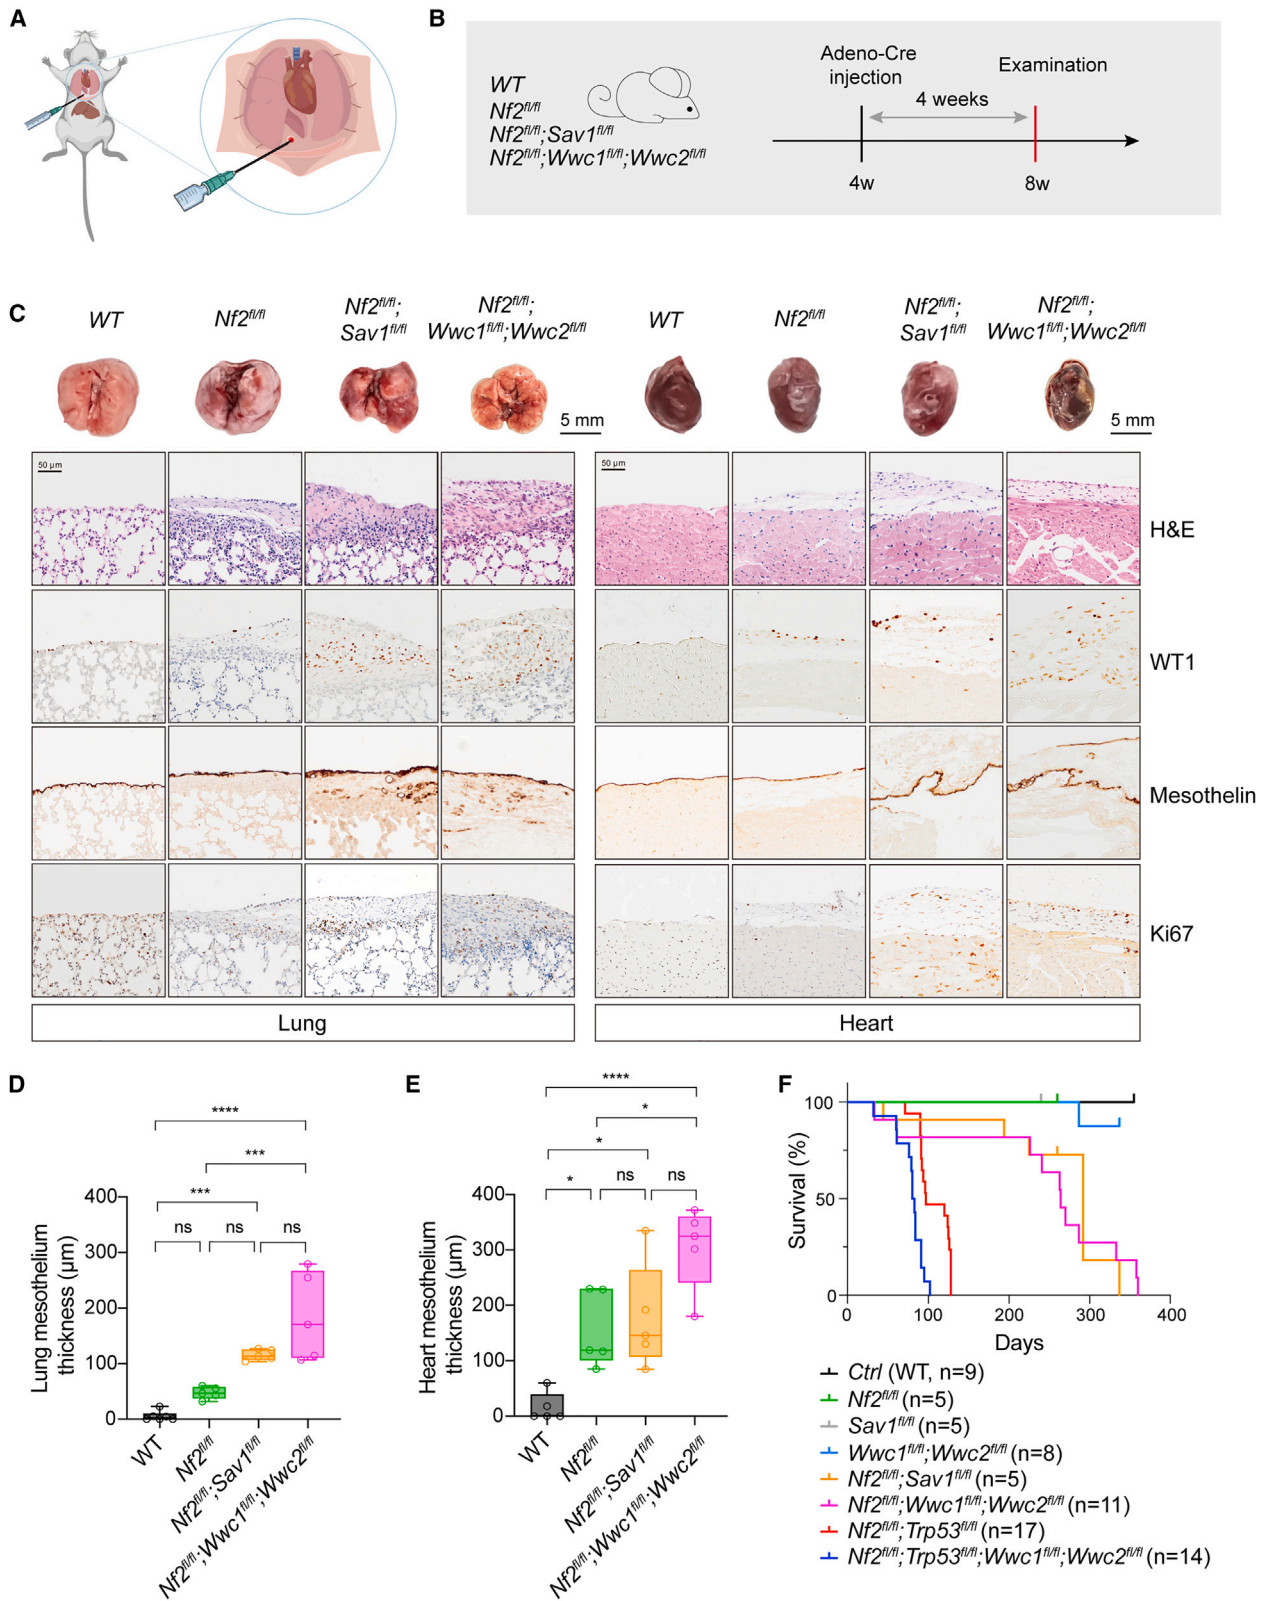 A
B
WT
Nf2fl/fl
Nf2fl/fl;Sav1fl/fl
Nf2fl/fl;Wwc1fl/fl;Wwc2fl/fl
Adeno-Cre
injection
Examination
4 weeks
4w
8w
C
WT
Nf2fl/fl
Nf2fl/fl;
Sav1fl/fl
Nf2fl/fl;
Wwc1fl/fl;Wwc2fl/fl
5 mm
WT
Nf2fl/fl
Nf2fl/fl;
Sav1fl/fl
Nf2fl/fl;
Wwc1fl/fl;Wwc2fl/fl
5 mm
50 µm
50 µm
H&E
WT1
Mesothelin
Ki67
Lung
Heart
D
****
***
***
ns
ns
ns
Lung mesothelium
thickness (µm)
400
300
200
100
0
WT
Nf2fl/fl
Nf2fl/fl;Sav1fl/fl
Nf2fl/fl;Wwc1fl/fl;Wwc2fl/fl
E
****
*
*
*
ns
ns
Heart mesothelium
thickness (µm)
400
300
200
100
0
WT
Nf2fl/fl
Nf2fl/fl;Sav1fl/fl
Nf2fl/fl;Wwc1fl/fl;Wwc2fl/fl
F
Survival (%)
100
50
0
0
100
200
300
400
Days
Ctrl (WT, n=9)
Nf2fl/fl (n=5)
Sav1fl/fl (n=5)
Wwc1fl/fl;Wwc2fl/fl (n=8)
Nf2fl/fl;Sav1fl/fl (n=5)
Nf2fl/fl;Wwc1fl/fl;Wwc2fl/fl (n=11)
Nf2fl/fl;Trp53fl/fl (n=17)
Nf2fl/fl;Trp53fl/fl;Wwc1fl/fl;Wwc2fl/fl (n=14)